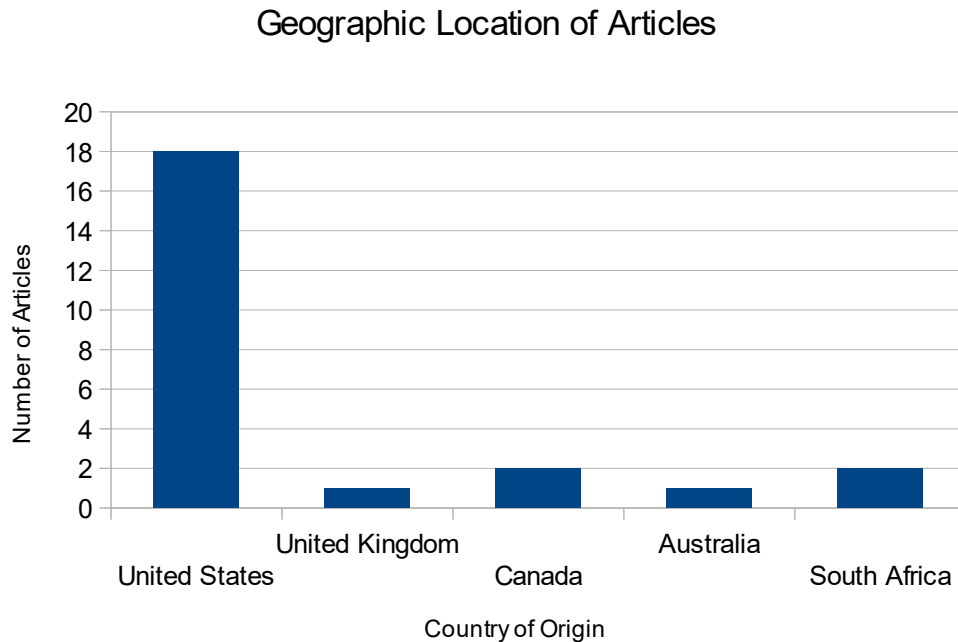 Geographic Location of Articles
20
18
16
14
12
10
8
6
4
2
0
Number of Articles
United Kingdom
Australia
United States
Canada
South Africa
Country of Origin